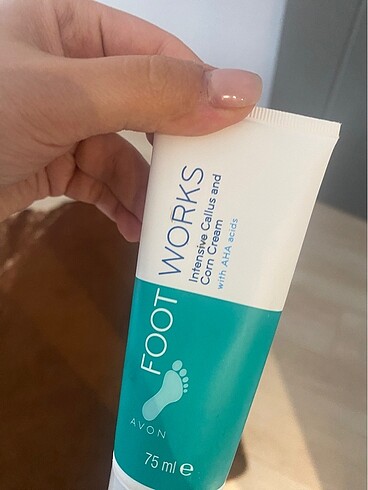 FOOT WORKS
Intensive Callus and
Corn Cream
with AHA acids
AVON
75 ml e